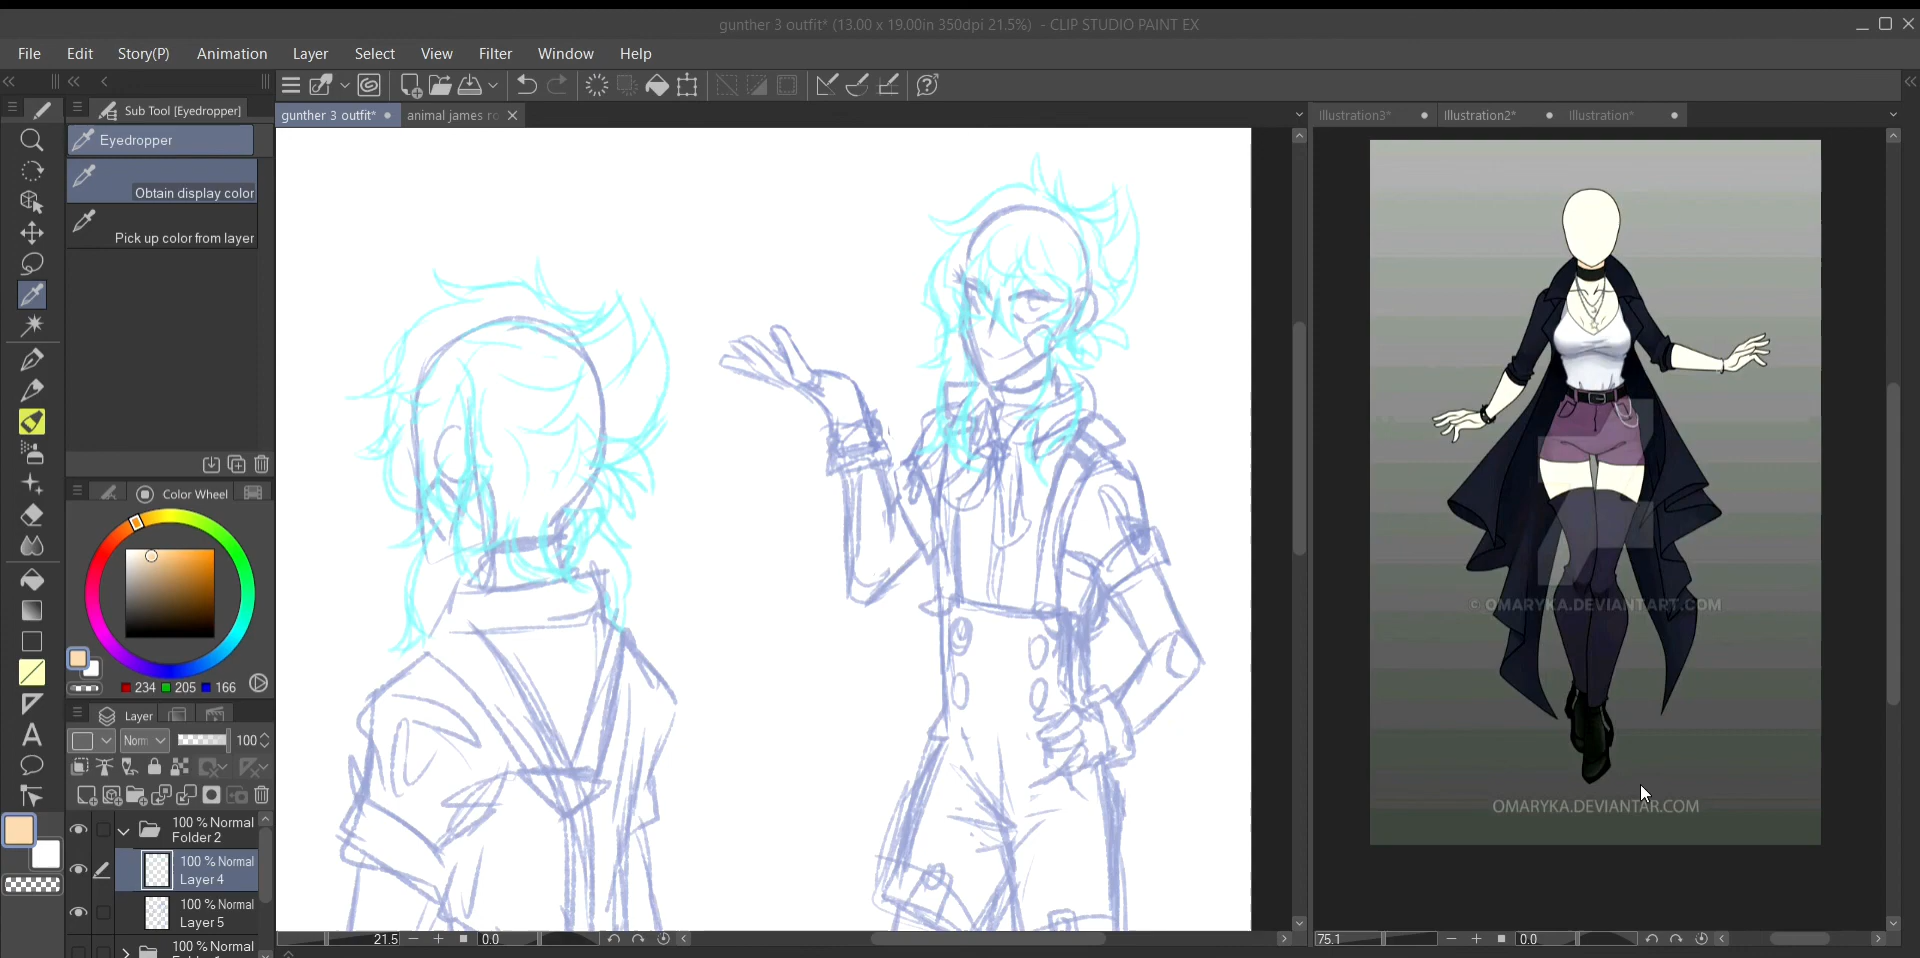 gunther 3 outfit* (13.00 x 19.00in 350dpi 21.5%) - CLIP STUDIO PAINT EX
File Edit Story(P) Animation Layer Select View Filter Window Help
Sub Tool [Eyedropper]
gunther 3 outfit*
animal james ro
Illustration3*
Illustration2*
Illustration*
Eyedropper
Obtain display color
Pick up color from layer
Color Wheel
234 205 166
Layer
Norm 100
100 % Normal
Folder 2
100 % Normal
Layer 4
100 % Normal
Layer 5
100 % Normal
21.5 0.0
75.1 0.0
© OMARYKA.DEVIANTART.COM
OMARYKA.DEVIANTAR.COM